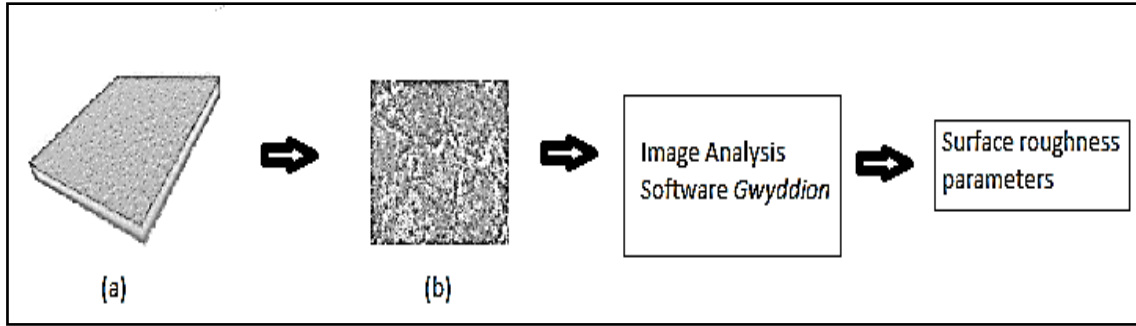 Image Analysis
Software Gwyddion
Surface roughness
parameters
(a)
(b)